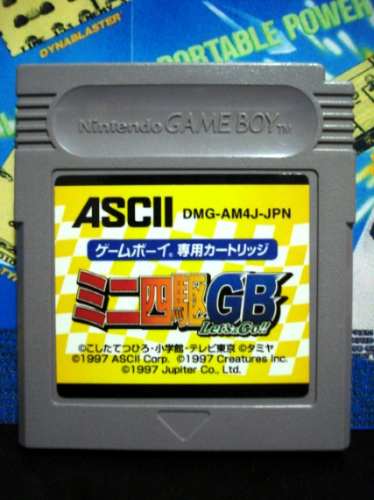 DYNABLASTER
PORTABLE POWER
Nintendo GAME BOY™
ASCII DMG-AM4J-JPN
ゲームボーイ® 専用カートリッジ
ミニ四駆GB
Let's&Go!!
©こしたてつひろ・小学館・テレビ東京 ©タミヤ
©1997 ASCII Corp. ©1997 Creatures Inc.
©1997 Jupiter Co., Ltd.